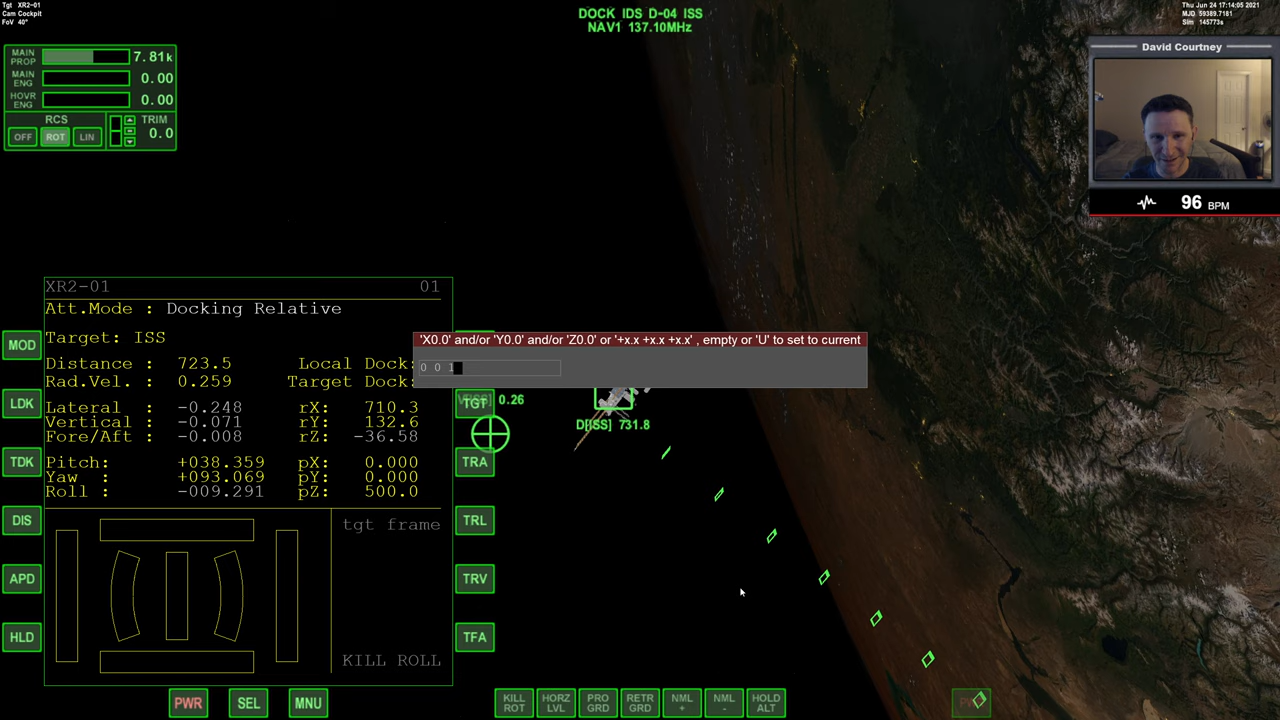 Tgt XR2-01
Cam Cockpit
FoV 40°
DOCK IDS D-04 ISS
NAV1 137.10MHz
Thu Jun 24 17:14:05 2021
MJD 59389.7181
Sim 145773s
David Courtney
96 BPM
MAIN PROP 7.81k
MAIN ENG 0.00
HOVR ENG 0.00
RCS TRIM
OFF ROT LIN 0.0
XR2-01 01
Att.Mode : Docking Relative
Target: ISS
Distance : 723.5 Local Dock:
Rad.Vel. : 0.259 Target Dock:
Lateral : -0.248 rX: 710.3
Vertical : -0.071 rY: 132.6
Fore/Aft : -0.008 rZ: -36.58
Pitch: +038.359 pX: 0.000
Yaw : +093.069 pY: 0.000
Roll : -009.291 pZ: 500.0
tgt frame
KILL ROLL
MOD
LDK
TDK
DIS
APD
HLD
TGT
TRA
TRL
TRV
TFA
PWR SEL MNU
'X0.0' and/or 'Y0.0' and/or 'Z0.0' or '+x.x +x.x +x.x' , empty or 'U' to set to current
0 0 1
0.26
D[ISS] 731.8
KILL ROT
HORZ LVL
PRO GRD
RETR GRD
NML +
NML -
HOLD ALT